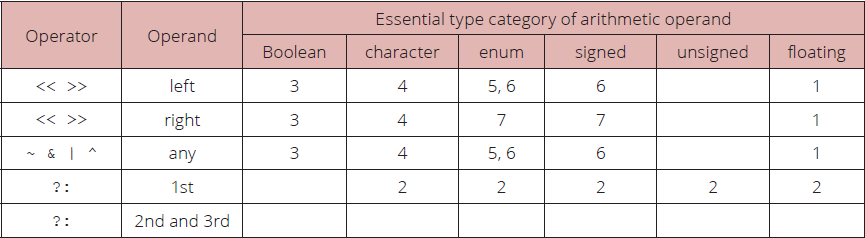 Operator Operand Essential type category of arithmetic operand
Boolean character enum signed unsigned floating
<< >> left 3 4 5, 6 6 1
<< >> right 3 4 7 7 1
~ & | ^ any 3 4 5, 6 6 1
?: 1st 2 2 2 2 2
?: 2nd and 3rd